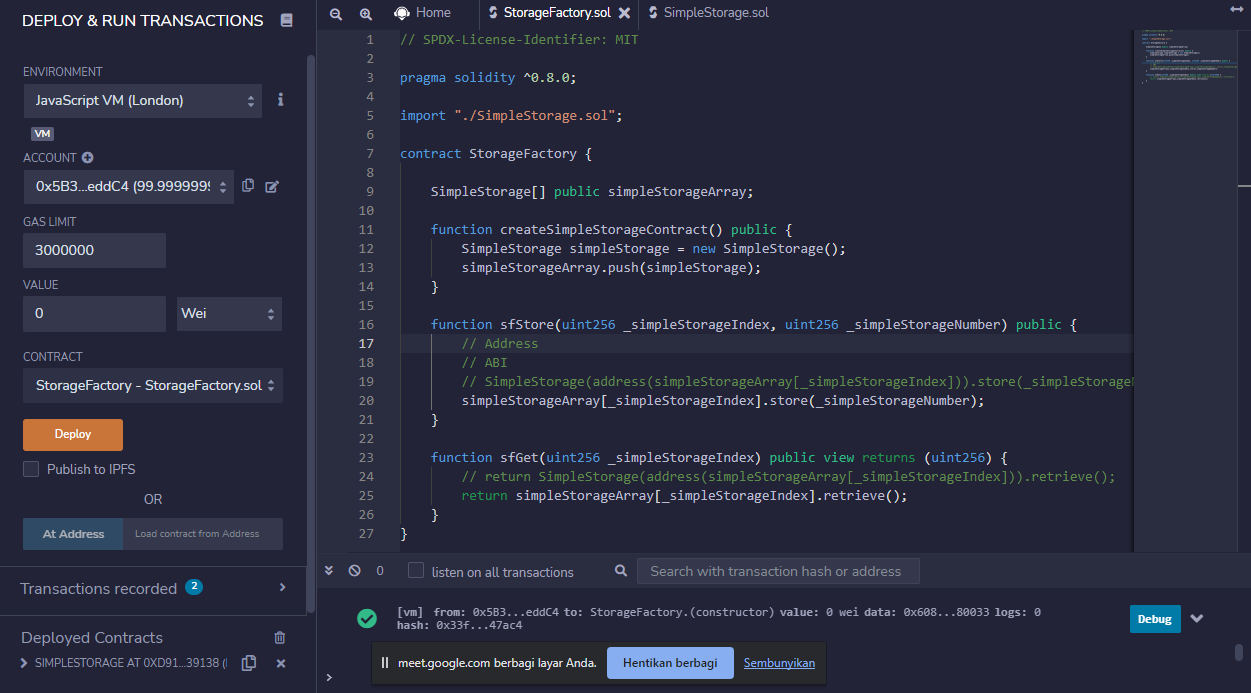 DEPLOY & RUN TRANSACTIONS
ENVIRONMENT
JavaScript VM (London)
VM
ACCOUNT
0x5B3...eddC4 (99.9999999
GAS LIMIT
3000000
VALUE
0
Wei
CONTRACT
StorageFactory - StorageFactory.sol
Deploy
Publish to IPFS
OR
At Address
Load contract from Address
Transactions recorded 2
Deployed Contracts
SIMPLESTORAGE AT 0XD91...39138 (
Home
StorageFactory.sol
SimpleStorage.sol
1 // SPDX-License-Identifier: MIT
2
3 pragma solidity ^0.8.0;
4
5 import "./SimpleStorage.sol";
6
7 contract StorageFactory {
8
9 SimpleStorage[] public simpleStorageArray;
10
11 function createSimpleStorageContract() public {
12 SimpleStorage simpleStorage = new SimpleStorage();
13 simpleStorageArray.push(simpleStorage);
14 }
15
16 function sfStore(uint256 _simpleStorageIndex, uint256 _simpleStorageNumber) public {
17 // Address
18 // ABI
19 // SimpleStorage(address(simpleStorageArray[_simpleStorageIndex])).store(_simpleStorage
20 simpleStorageArray[_simpleStorageIndex].store(_simpleStorageNumber);
21 }
22
23 function sfGet(uint256 _simpleStorageIndex) public view returns (uint256) {
24 // return SimpleStorage(address(simpleStorageArray[_simpleStorageIndex])).retrieve();
25 return simpleStorageArray[_simpleStorageIndex].retrieve();
26 }
27 }
0
listen on all transactions
Search with transaction hash or address
[vm] from: 0x5B3...eddC4 to: StorageFactory.(constructor) value: 0 wei data: 0x608...80033 logs: 0
hash: 0x33f...47ac4
Debug
meet.google.com berbagi layar Anda.
Hentikan berbagi
Sembunyikan
>